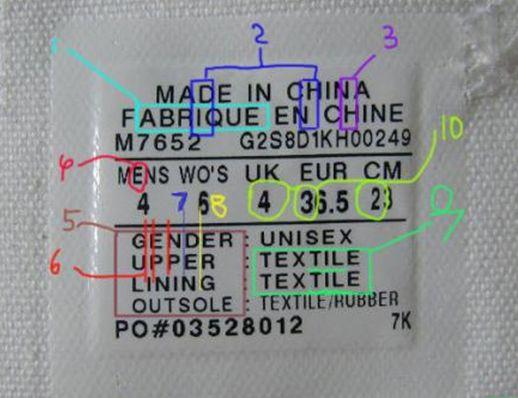 1 2 3
MADE IN CHINA
FABRIQUE EN CHINE
M7652 G2S8D1KH00249
10
4 MENS WO'S UK EUR CM
4 7 6 8 4 36.5 23
5 GENDER : UNISEX 9
UPPER : TEXTILE
6 LINING : TEXTILE
OUTSOLE : TEXTILE/RUBBER
PO#03528012 7K